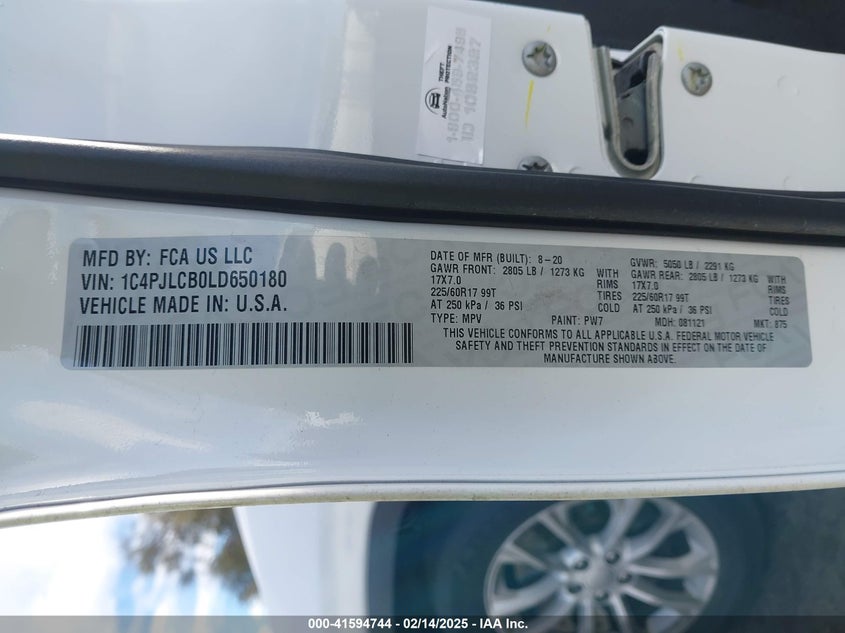 THEFT
AutoNation PROTECTION
ID 1082387
MFD BY: FCA US LLC
VIN: 1C4PJLCB0LD650180
VEHICLE MADE IN: U.S.A.
DATE OF MFR (BUILT): 8-20
GAWR FRONT: 2805 LB / 1273 KG WITH
17X7.0 RIMS
225/60R17 99T TIRES
AT 250 kPa / 36 PSI COLD
TYPE: MPV PAINT: PW7
GVWR: 5050 LB / 2291 KG
GAWR REAR: 2805 LB / 1273 KG WITH
17X7.0 RIMS
225/60R17 99T TIRES
AT 250 kPa / 36 PSI COLD
MDH: 081121 MKT: 875
THIS VEHICLE CONFORMS TO ALL APPLICABLE U.S.A. FEDERAL MOTOR VEHICLE
SAFETY AND THEFT PREVENTION STANDARDS IN EFFECT ON THE DATE OF
MANUFACTURE SHOWN ABOVE.
000-41594744 - 02/14/2025 - IAA Inc.